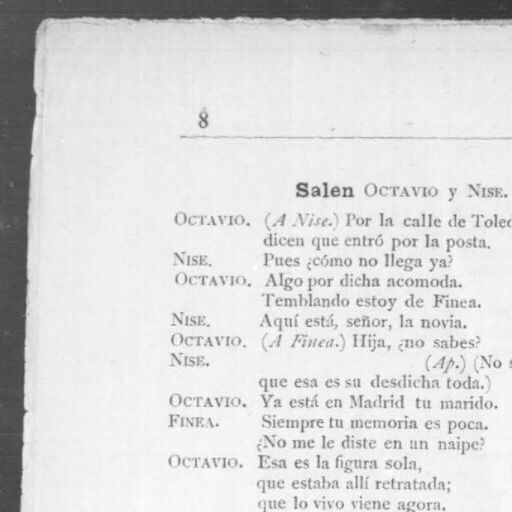 8
Salen OCTAVIO y NISE.
OCTAVIO. (A Nise.) Por la calle de
dicen que entró por la posta.
NISE. Pues ¿cómo no llega ya?
OCTAVIO. Algo por dicha acomoda.
Temblando estoy de Finea.
NISE. Aquí está, señor, la novia.
OCTAVIO. (A Finea.) Hija, ¿no sabes?
NISE. (Ap.) (No
que esa es su desdicha toda.)
OCTAVIO. Ya está en Madrid tu marido.
FINEA. Siempre tu memoria es poca.
¿No me le diste en un naipe?
OCTAVIO. Esa es la figura sola,
que estaba allí retratada;
que lo vivo viene agora.